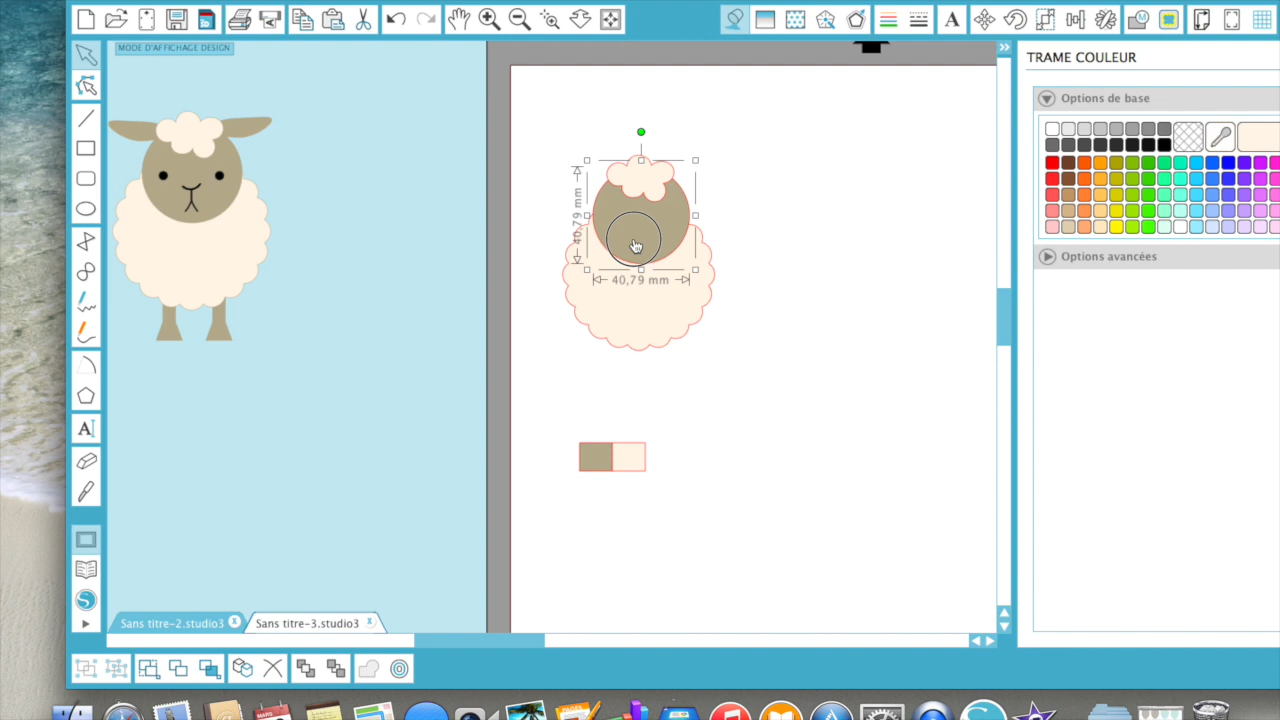 MODE D'AFFICHAGE DESIGN
TRAME COULEUR
Options de base
Options avancées
40,79 mm
40,79 mm
A
A
Sans titre-2.studio3
Sans titre-3.studio3
PAGES